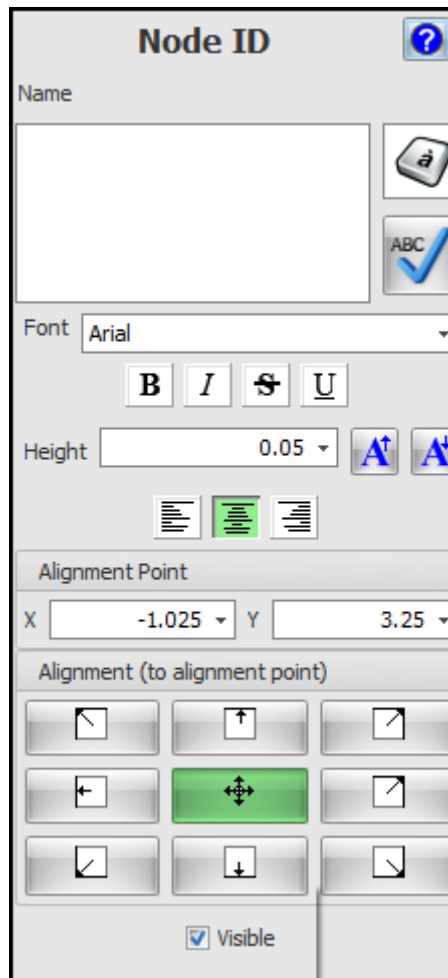 Node ID
?
Name
à
ABC
Font Arial
B I S U
Height 0.05 A A
Alignment Point
X -1.025 Y 3.25
Alignment (to alignment point)
Visible